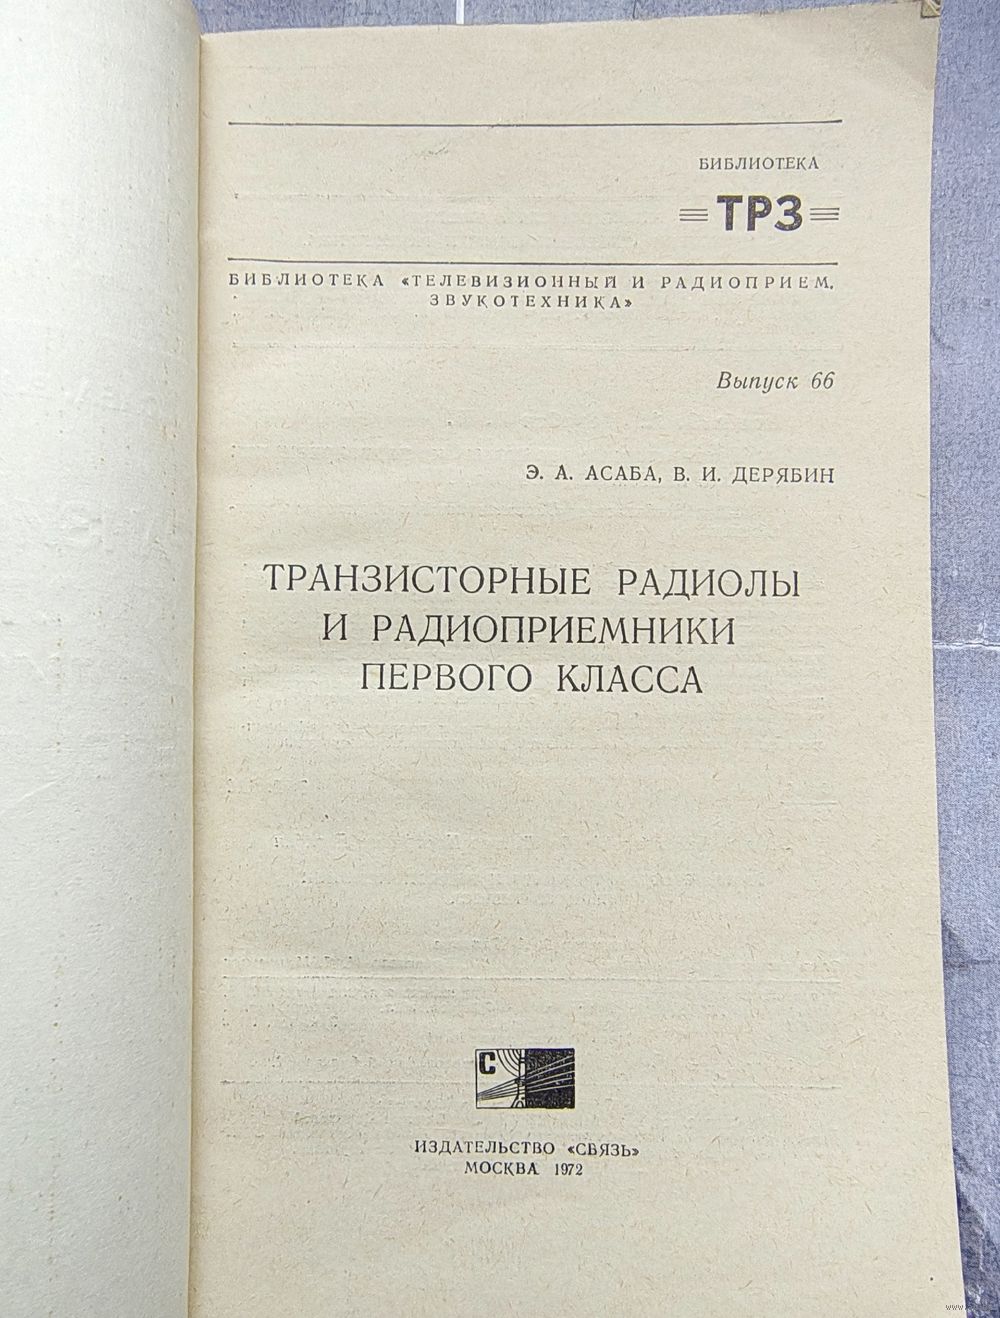 БИБЛИОТЕКА
ТРЗ
БИБЛИОТЕКА «ТЕЛЕВИЗИОННЫЙ И РАДИОПРИЕМ.
ЗВУКОТЕХНИКА»
Выпуск 66
Э. А. АСАБА, В. И. ДЕРЯБИН
ТРАНЗИСТОРНЫЕ РАДИОЛЫ
И РАДИОПРИЕМНИКИ
ПЕРВОГО КЛАССА
С
ИЗДАТЕЛЬСТВО «СВЯЗЬ»
МОСКВА 1972